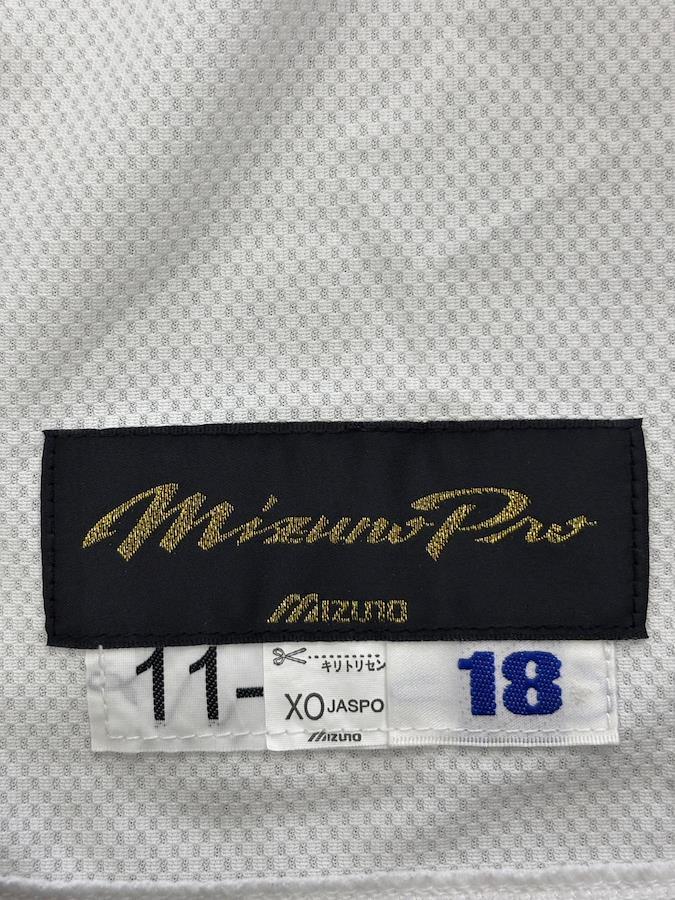 Mizuno Pro
MIZUNO
11-
キリトリセン
XO JASPO
MIZUNO
18